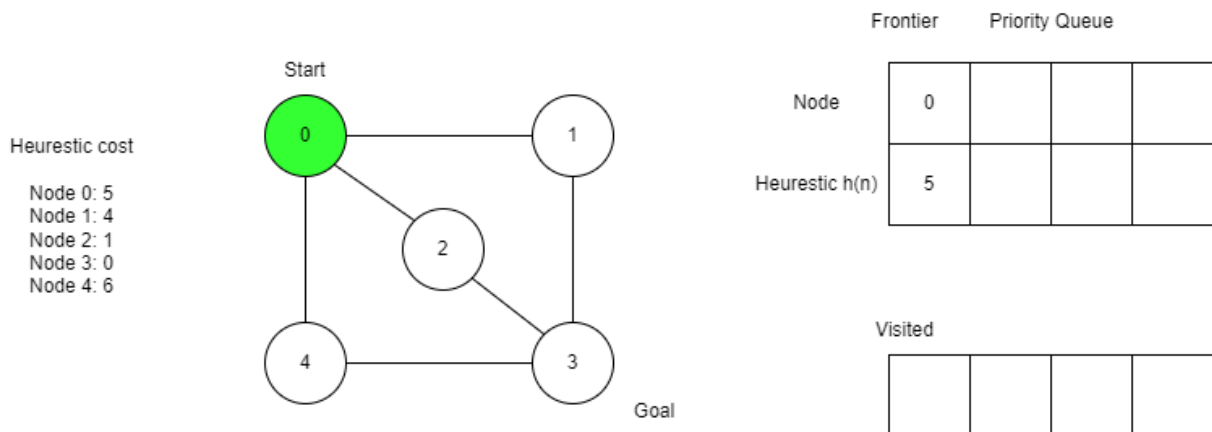 Frontier Priority Queue
Start
Node 0
0 1
Heurestic cost
Node 0: 5
Node 1: 4
Node 2: 1
Node 3: 0
Node 4: 6
Heurestic h(n) 5
2
Visited
4 3
Goal